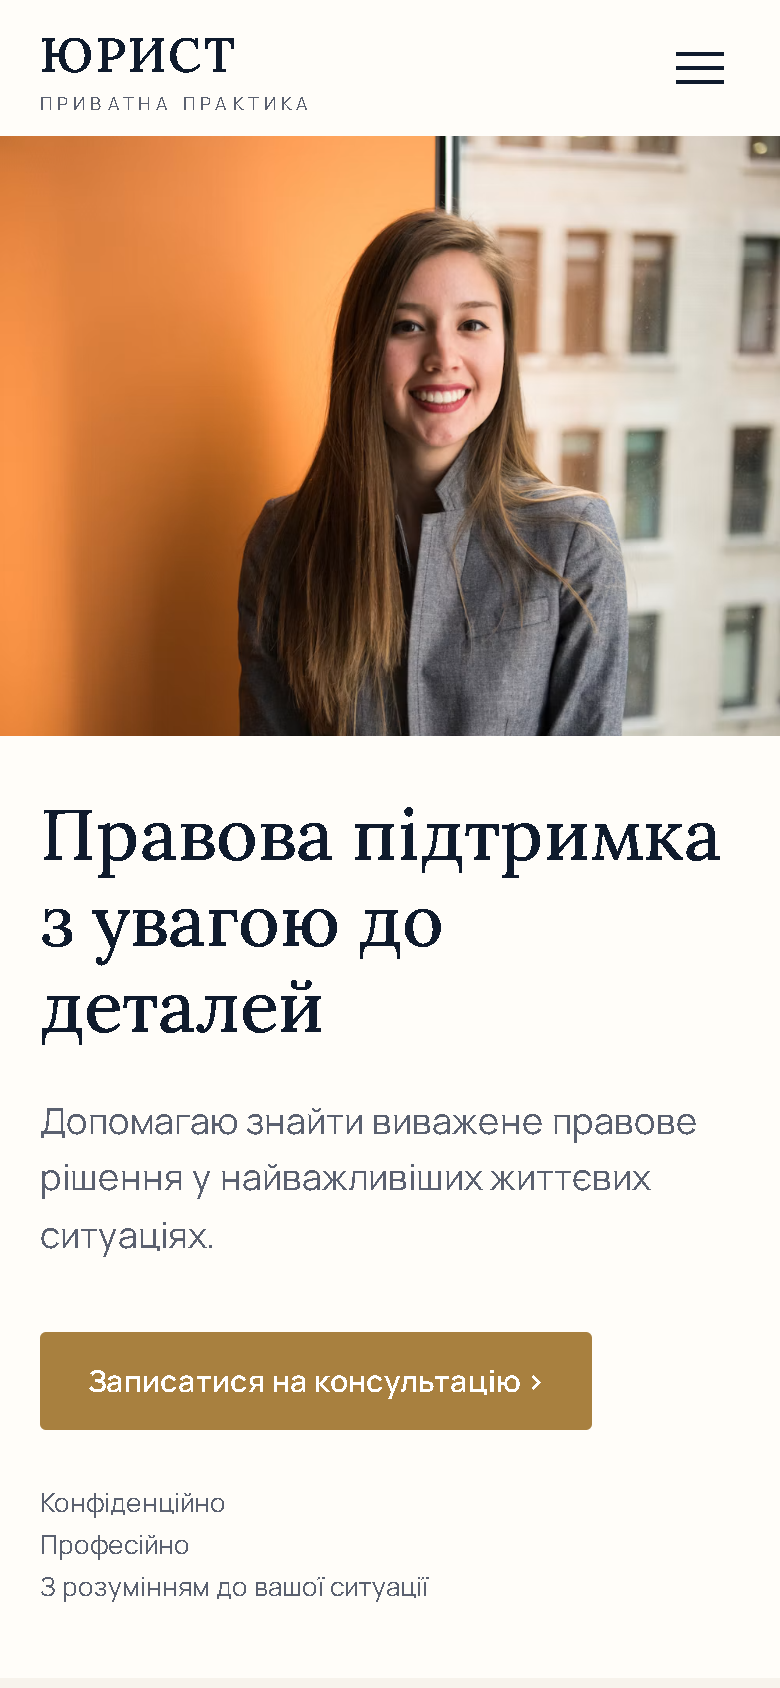 ЮРИСТ
ПРИВАТНА ПРАКТИКА
Правова підтримка
з увагою до
деталей
Допомагаю знайти виважене правове
рішення у найважливіших життєвих
ситуаціях.
Записатися на консультацію ›
Конфіденційно
Професійно
З розумінням до вашої ситуації